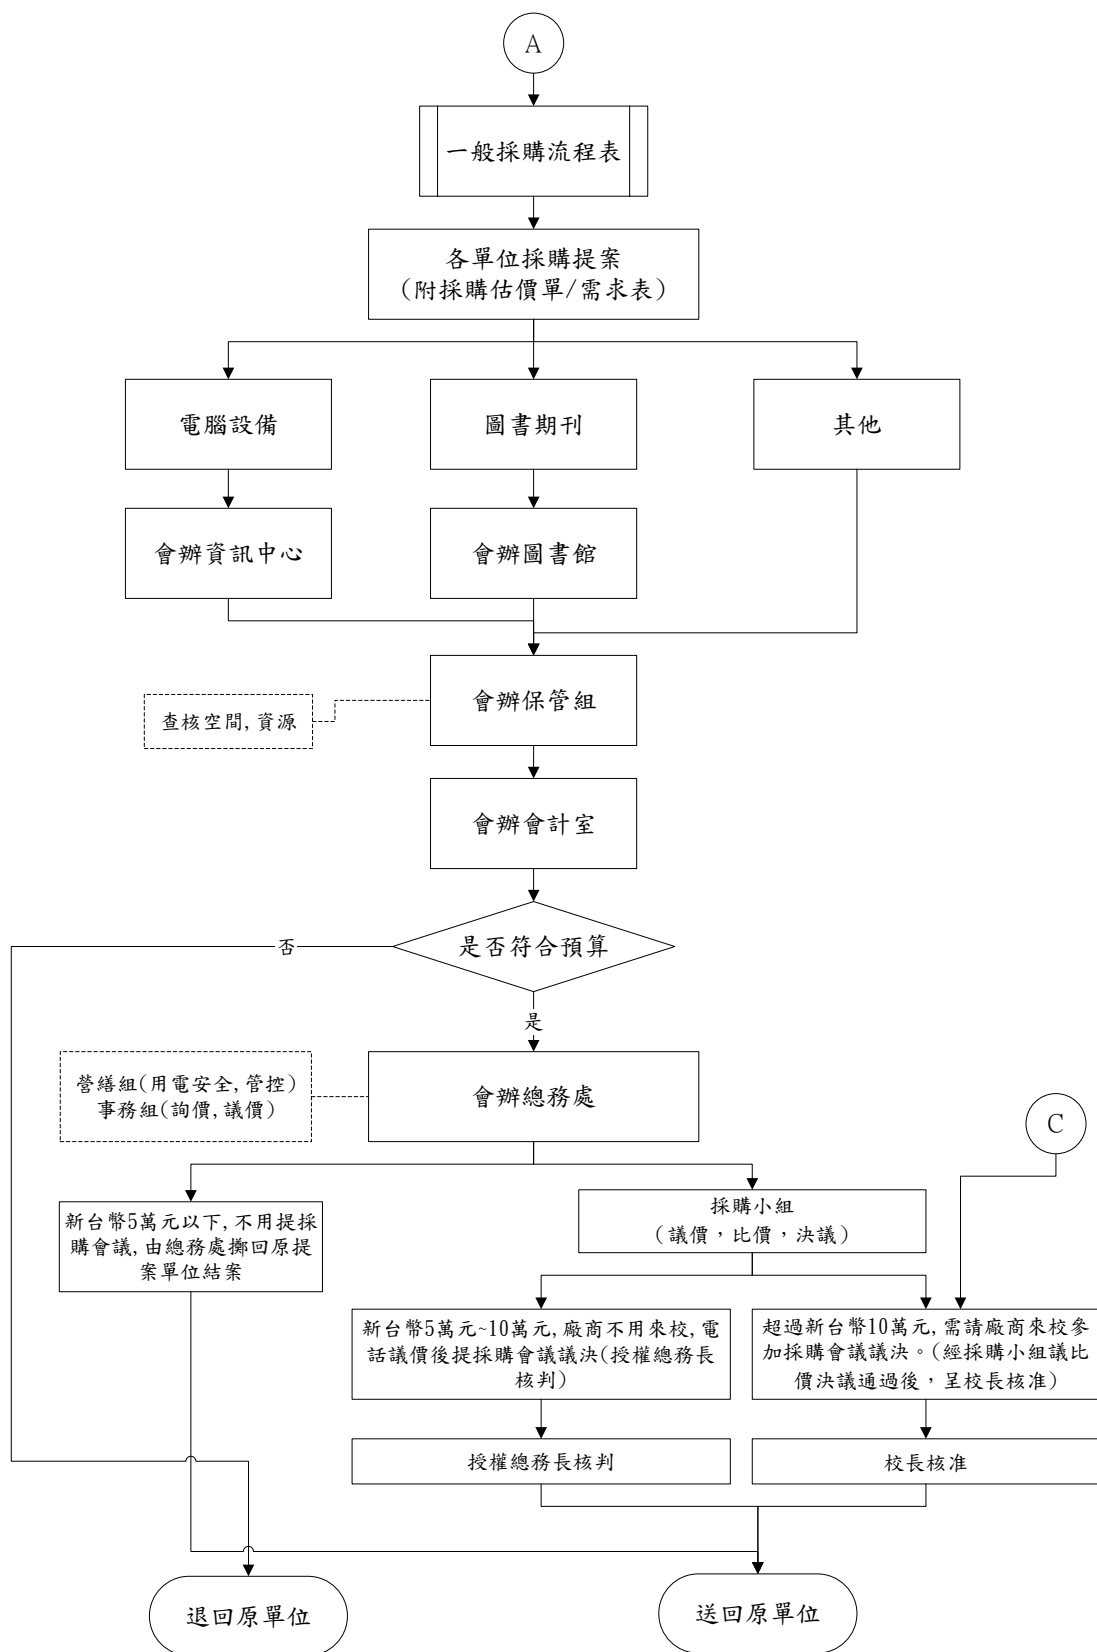 A
一般採購流程表
各單位採購提案
(附採購估價單/需求表)
電腦設備
圖書期刊
其他
會辦資訊中心
會辦圖書館
會辦保管組
查核空間,資源
會辦會計室
是否符合預算
否
是
營繕組(用電安全,管控)
事務組(詢價,議價)
會辦總務處
C
新台幣5萬元以下,不用提採
購會議,由總務處擲回原提
案單位結案
採購小組
(議價，比價，決議)
新台幣5萬元~10萬元,廠商不用來校,電
話議價後提採購會議議決(授權總務長
核判)
超過新台幣10萬元,需請廠商來校參
加採購會議議決。(經採購小組議比
價決議通過後，呈校長核准)
授權總務長核判
校長核准
退回原單位
送回原單位